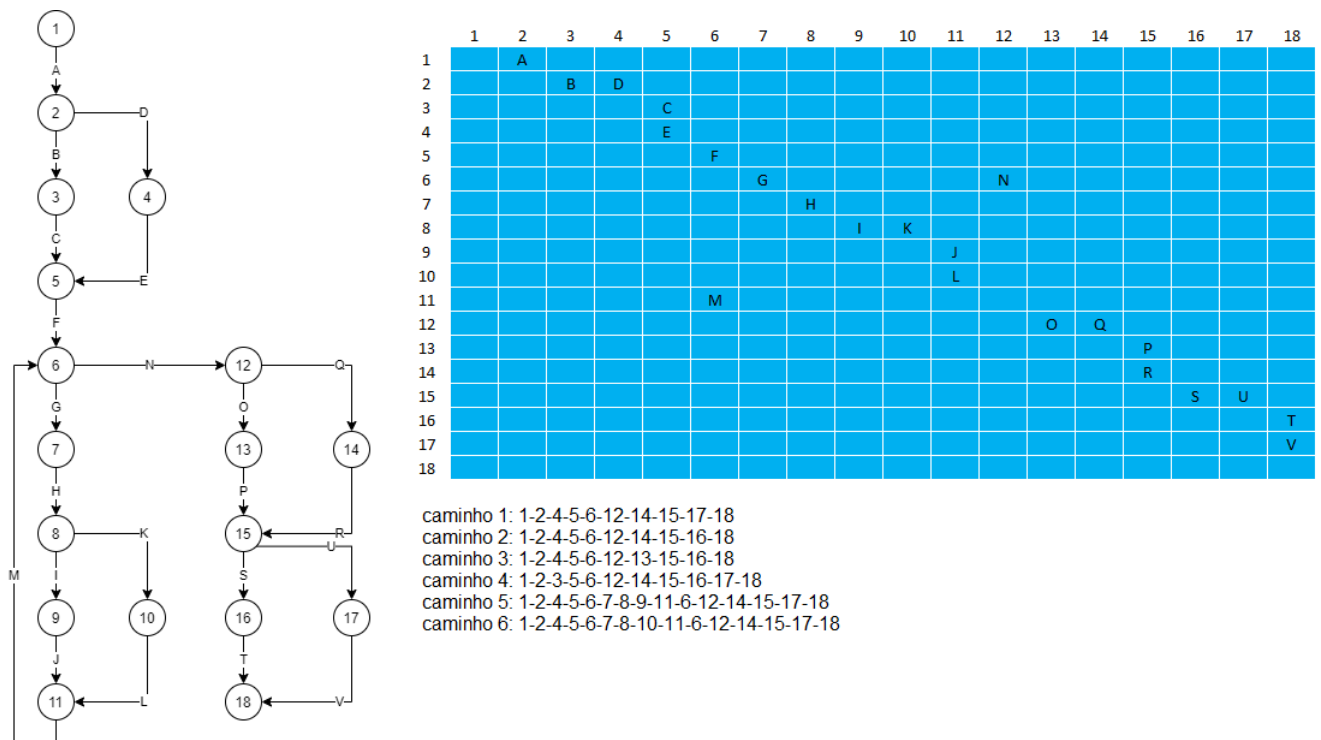 1
A
2
D
B
3
4
C
E
5
F
6
N
12
Q
G
O
7
13
14
H
P
8
K
15
R
U
M
I
S
9
10
16
17
J
T
11
L
18
V
1 2 3 4 5 6 7 8 9 10 11 12 13 14 15 16 17 18
1 A
2 B D
3 C
4 E
5 F
6 G N
7 H
8 I K
9 J
10 L
11 M
12 O Q
13 P
14 R
15 S U
16 T
17 V
18
caminho 1: 1-2-4-5-6-12-14-15-17-18
caminho 2: 1-2-4-5-6-12-14-15-16-18
caminho 3: 1-2-4-5-6-12-13-15-16-18
caminho 4: 1-2-3-5-6-12-14-15-16-17-18
caminho 5: 1-2-4-5-6-7-8-9-11-6-12-14-15-17-18
caminho 6: 1-2-4-5-6-7-8-10-11-6-12-14-15-17-18